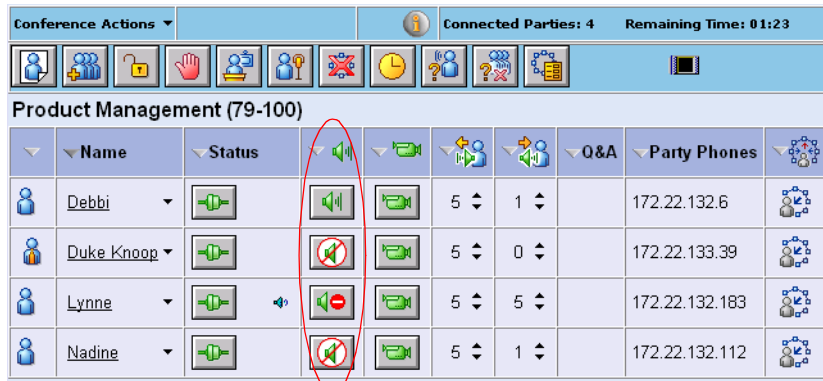 Conference Actions Connected Parties: 4 Remaining Time: 01:23
Product Management (79-100)
Name Status Q&A Party Phones
Debbi 5 1 172.22.132.6
Duke Knoop 5 0 172.22.133.39
Lynne 5 5 172.22.132.183
Nadine 5 1 172.22.132.112